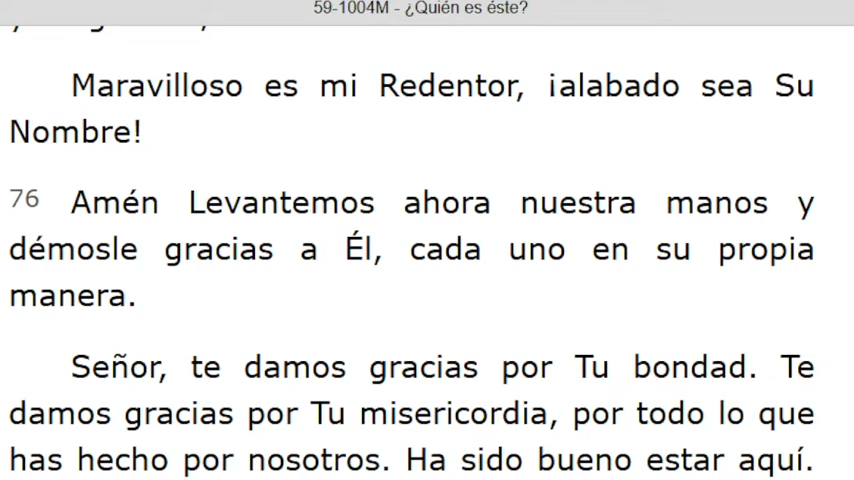 59-1004M - ¿Quién es éste?
Maravilloso es mi Redentor, ¡alabado sea Su
Nombre!
76 Amén Levantemos ahora nuestra manos y
démosle gracias a Él, cada uno en su propia
manera.
Señor, te damos gracias por Tu bondad. Te
damos gracias por Tu misericordia, por todo lo que
has hecho por nosotros. Ha sido bueno estar aquí.